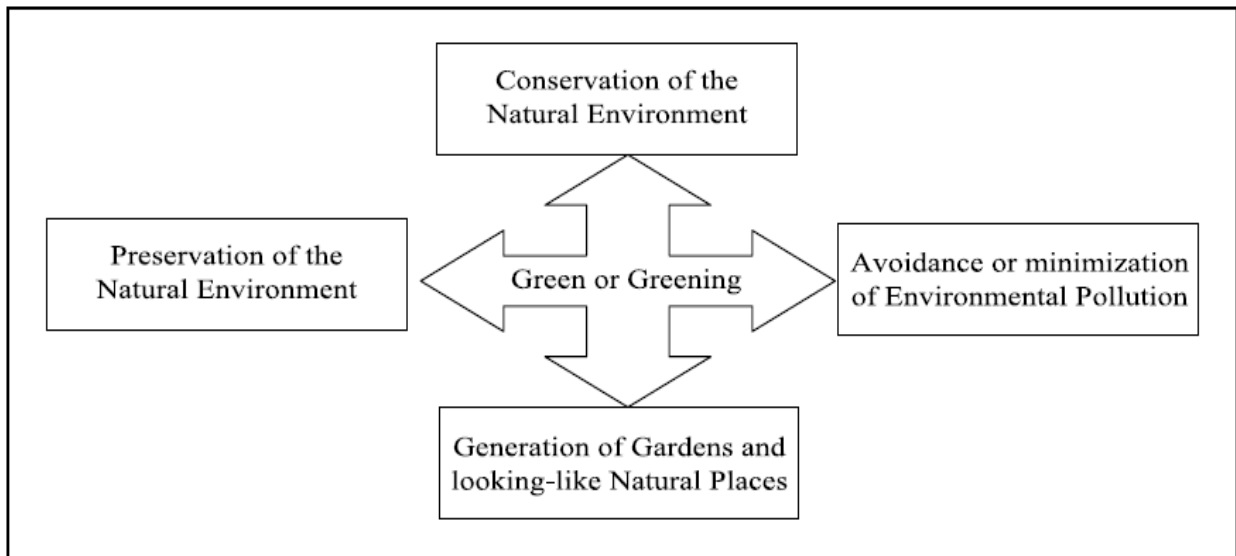 Conservation of the
Natural Environment
Preservation of the
Natural Environment
Green or Greening
Avoidance or minimization
of Environmental Pollution
Generation of Gardens and
looking-like Natural Places